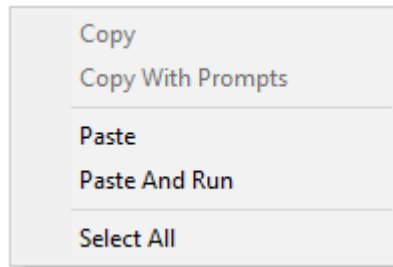 Copy
Copy With Prompts
Paste
Paste And Run
Select All